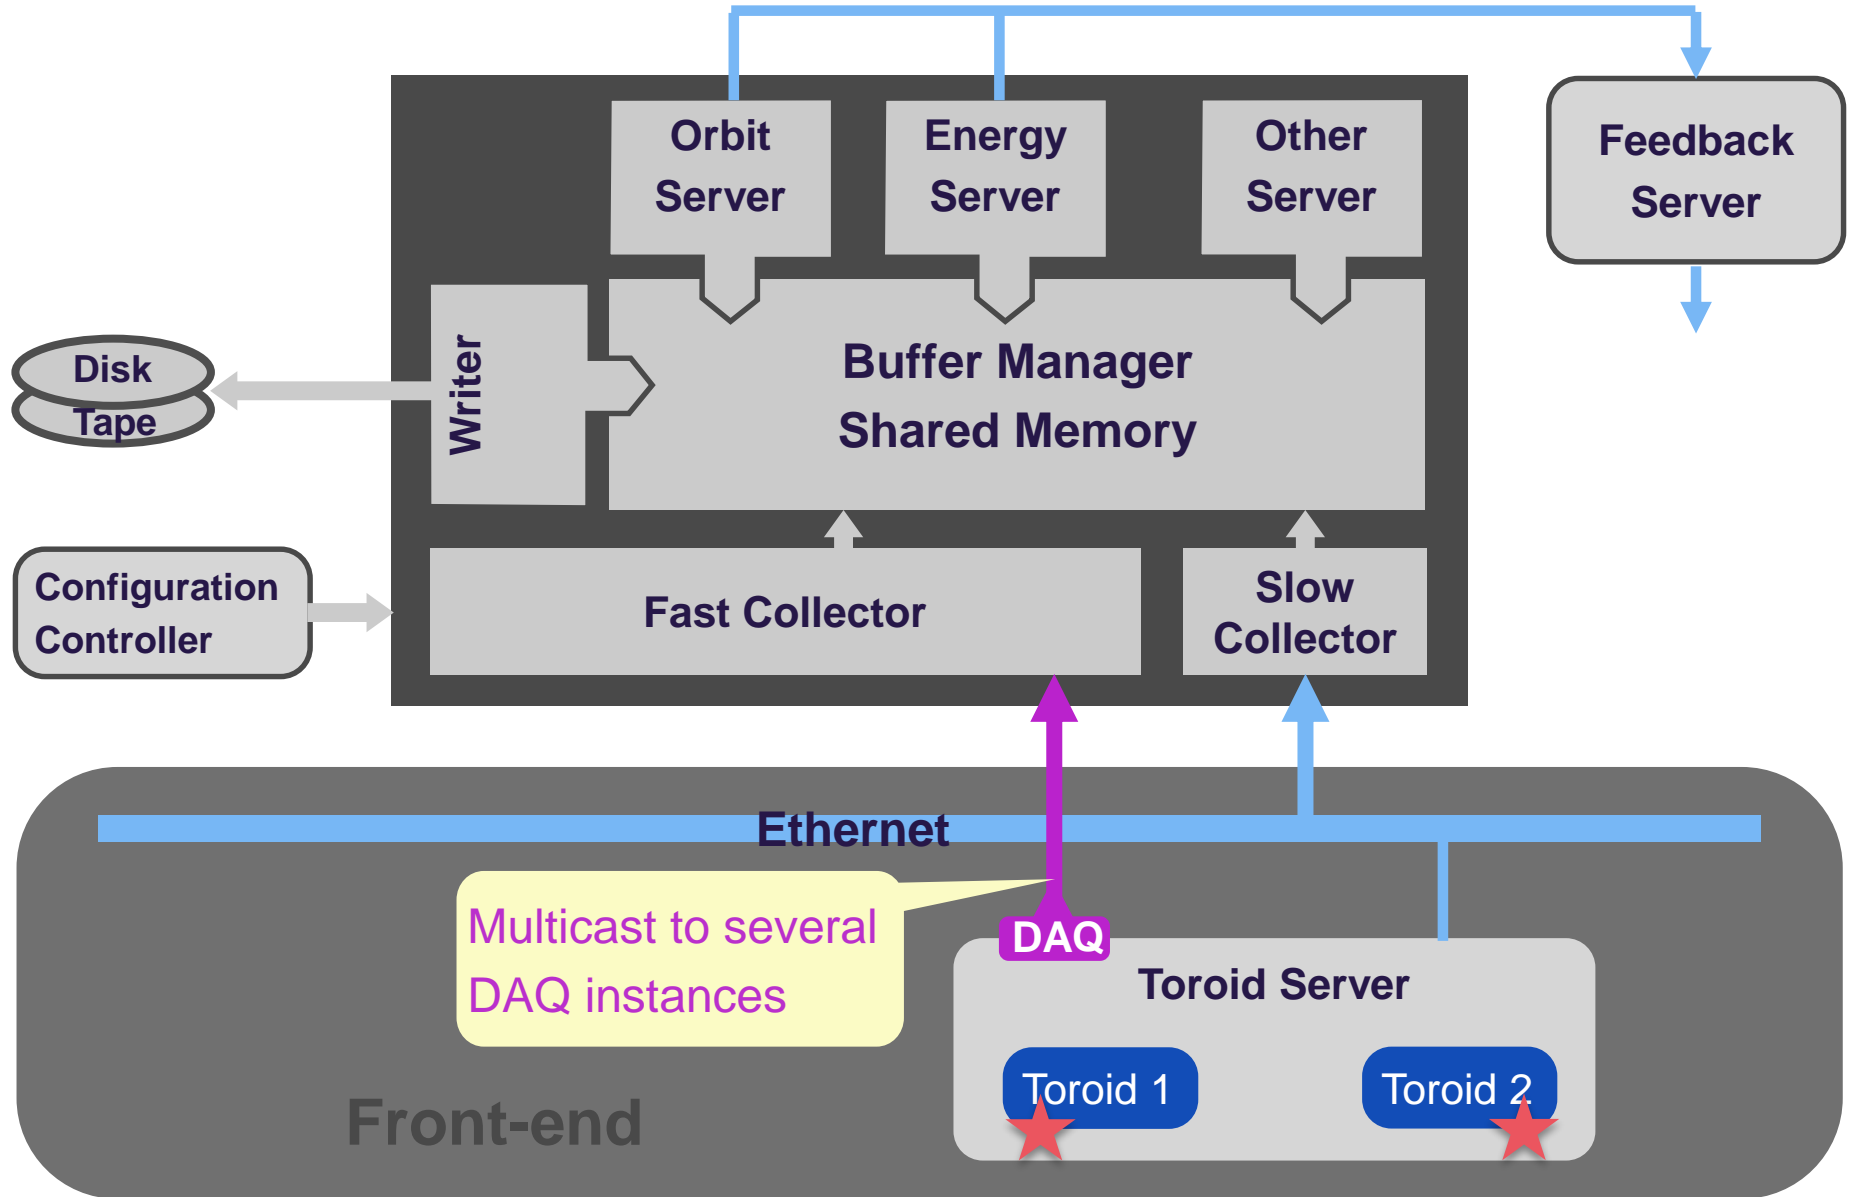 Orbit
Server
Energy
Server
Other
Server
Feedback
Server
Disk
Tape
Writer
Buffer Manager
Shared Memory
Configuration
Controller
Fast Collector
Slow
Collector
Ethernet
Multicast to several
DAQ instances
DAQ
Toroid Server
Toroid 1
Toroid 2
Front-end